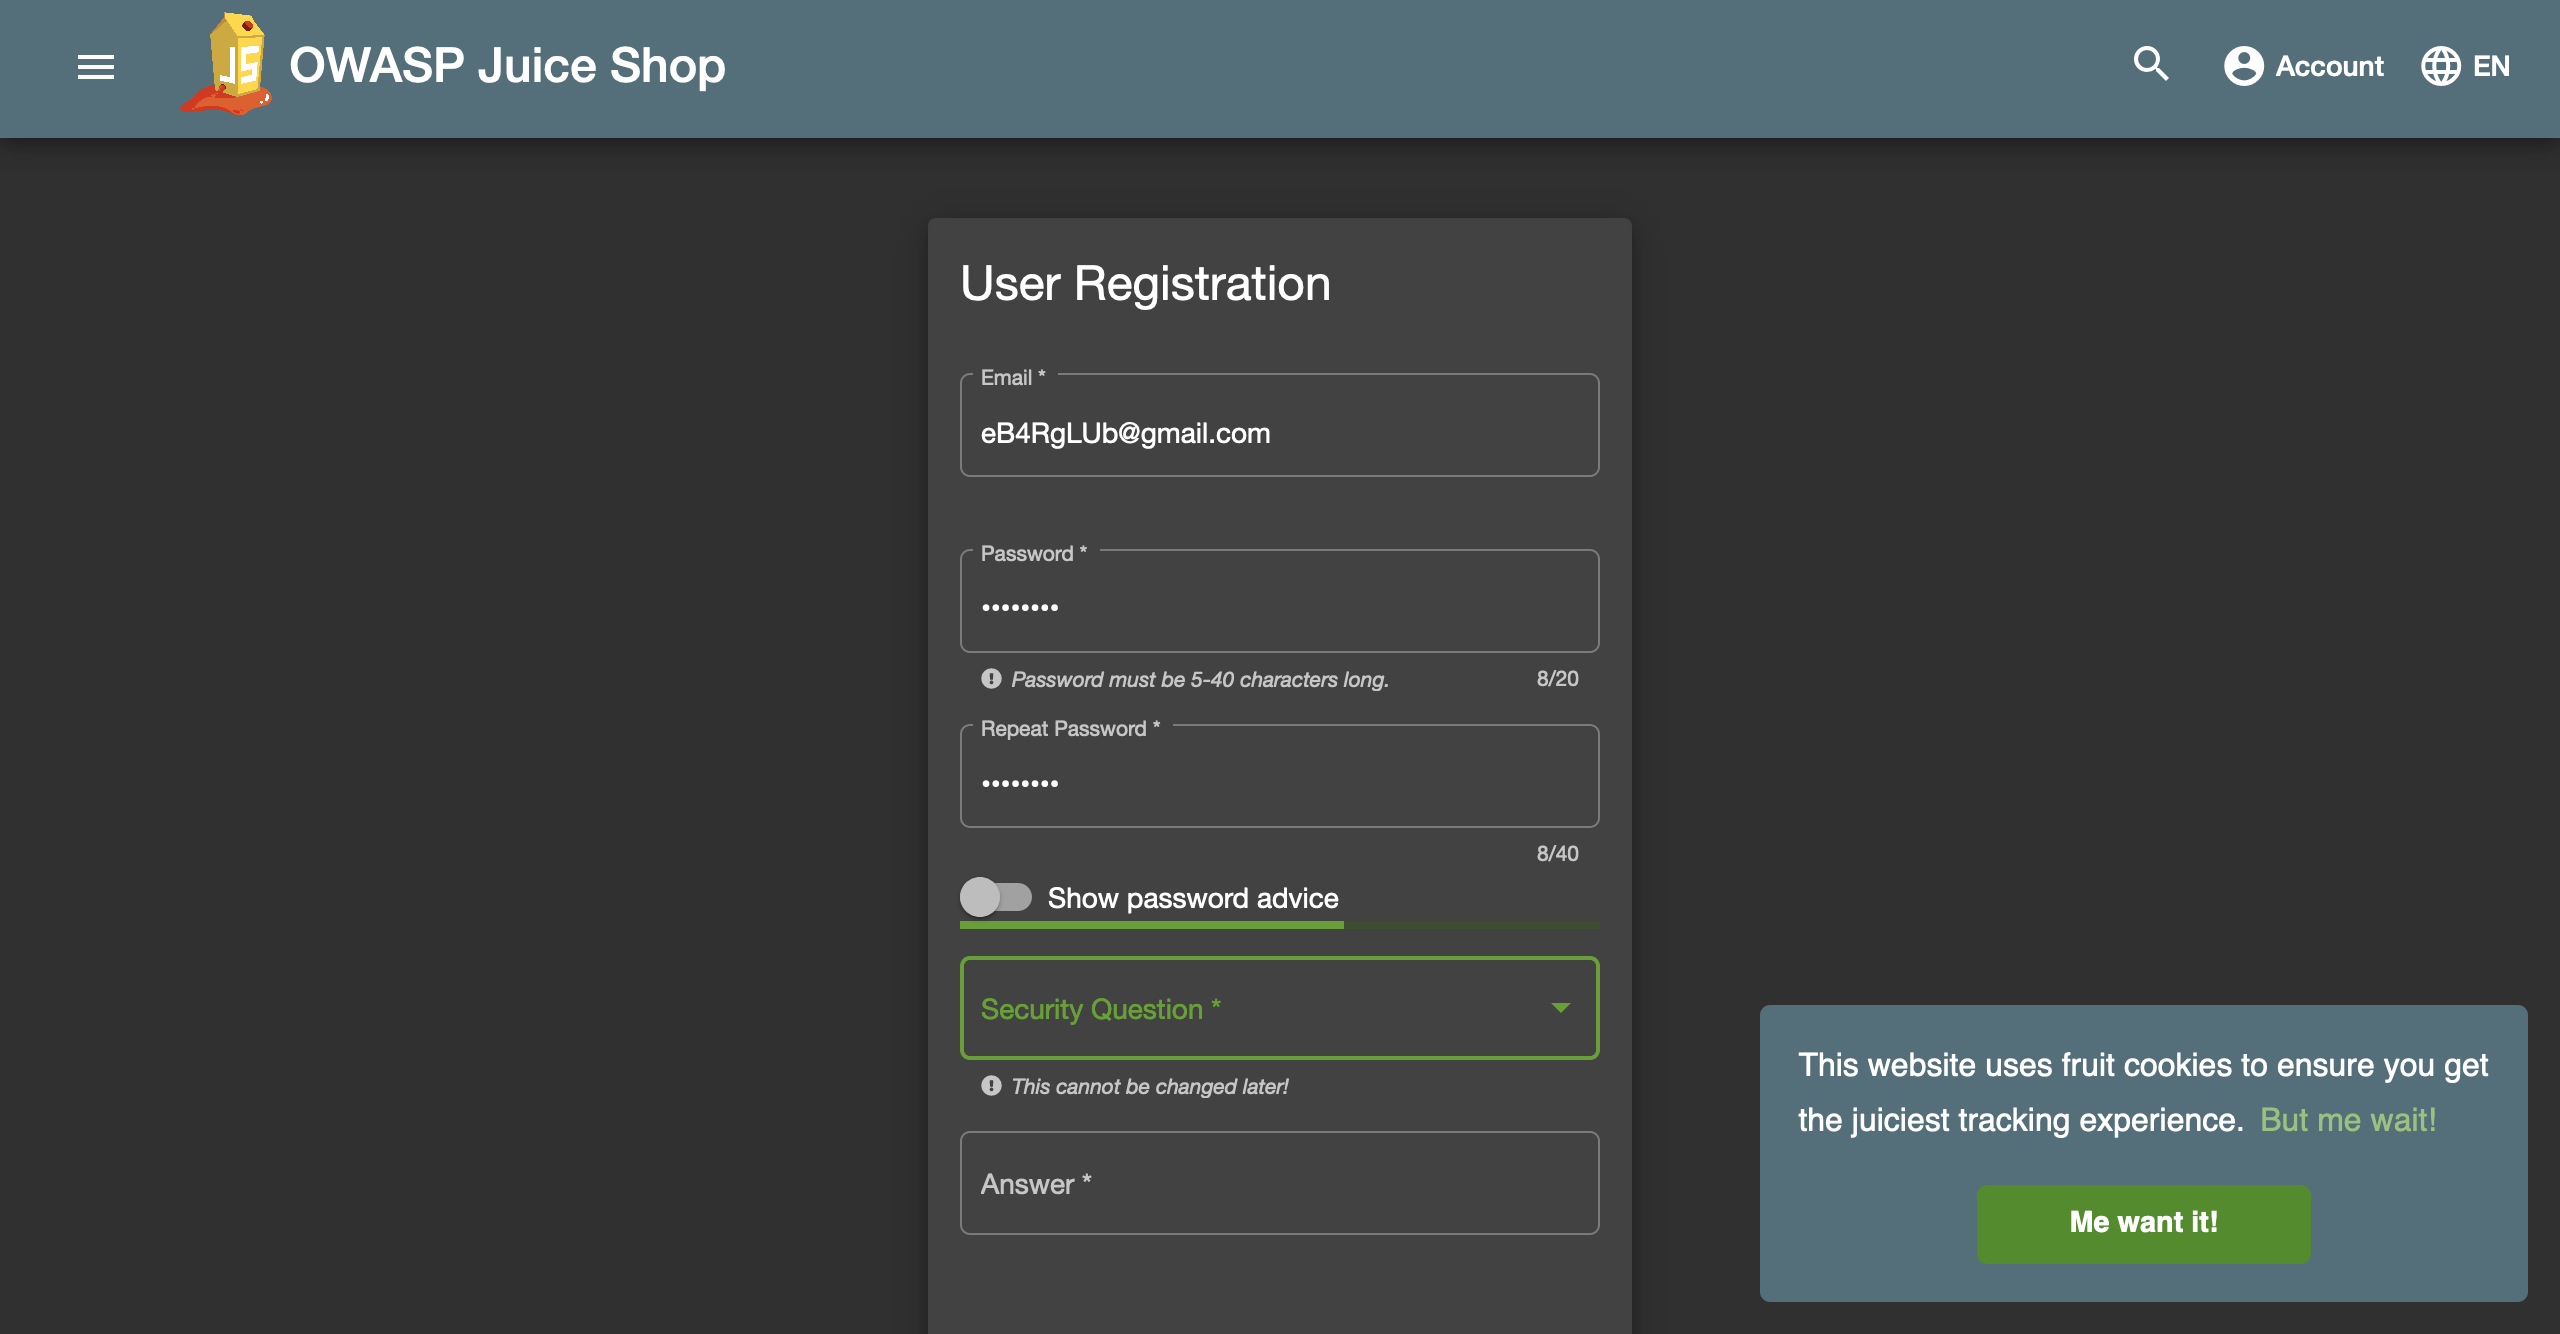 OWASP Juice Shop
Account
EN
User Registration
Email *
eB4RgLUb@gmail.com
Password *
••••••••
Password must be 5-40 characters long.
8/20
Repeat Password *
••••••••
8/40
Show password advice
Security Question *
This cannot be changed later!
Answer *
This website uses fruit cookies to ensure you get
the juiciest tracking experience. But me wait!
Me want it!